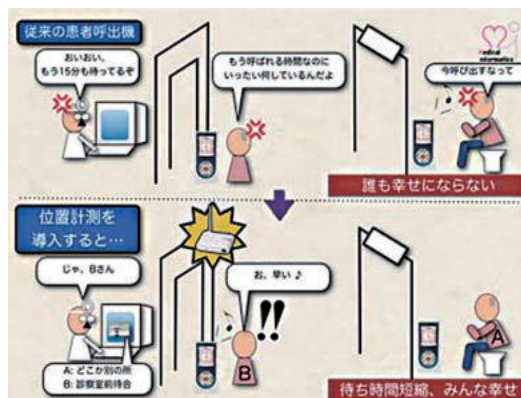 従来の患者呼出機
おいおい、
もう15分も待ってるぞ
もう呼ばれる時間なのに
いったい何しているんだよ
今呼び出すなって
Medical
Informatics
誰も幸せにならない
位置計測を
導入すると…
じゃ、Bさん
お、早い♪
!!
A: どこか別の所
B: 診察室前待合
B
A
待ち時間短縮、みんな幸せ